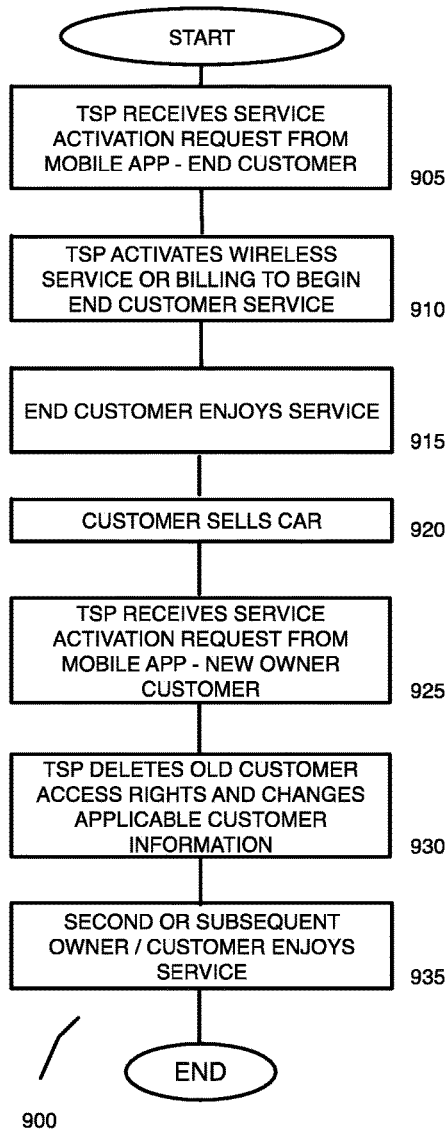 START
TSP RECEIVES SERVICE
ACTIVATION REQUEST FROM
MOBILE APP - END CUSTOMER
905
TSP ACTIVATES WIRELESS
SERVICE OR BILLING TO BEGIN
END CUSTOMER SERVICE
910
END CUSTOMER ENJOYS SERVICE
915
CUSTOMER SELLS CAR
920
TSP RECEIVES SERVICE
ACTIVATION REQUEST FROM
MOBILE APP - NEW OWNER
CUSTOMER
925
TSP DELETES OLD CUSTOMER
ACCESS RIGHTS AND CHANGES
APPLICABLE CUSTOMER
INFORMATION
930
SECOND OR SUBSEQUENT
OWNER / CUSTOMER ENJOYS
SERVICE
935
END
900